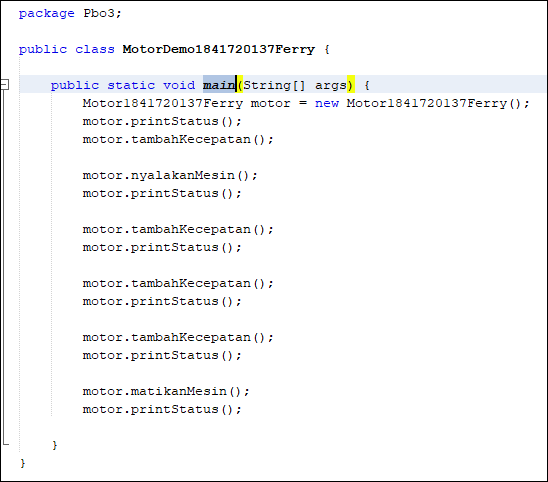 package Pbo3;
public class MotorDemo1841720137Ferry {
public static void main(String[] args) {
Motor1841720137Ferry motor = new Motor1841720137Ferry();
motor.printStatus();
motor.tambahKecepatan();
motor.nyalakanMesin();
motor.printStatus();
motor.tambahKecepatan();
motor.printStatus();
motor.tambahKecepatan();
motor.printStatus();
motor.tambahKecepatan();
motor.printStatus();
motor.matikanMesin();
motor.printStatus();
}
}